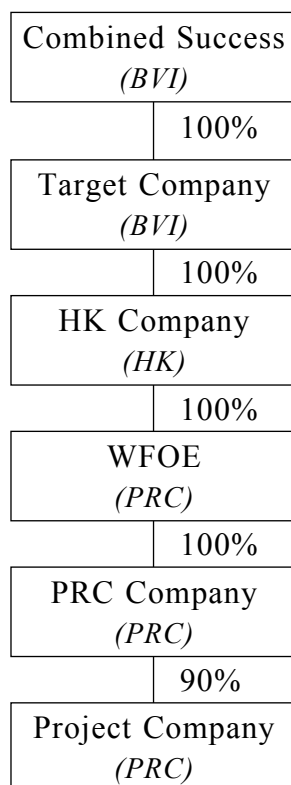 Combined Success
(BVI)
100%
Target Company
(BVI)
100%
HK Company
(HK)
100%
WFOE
(PRC)
100%
PRC Company
(PRC)
90%
Project Company
(PRC)